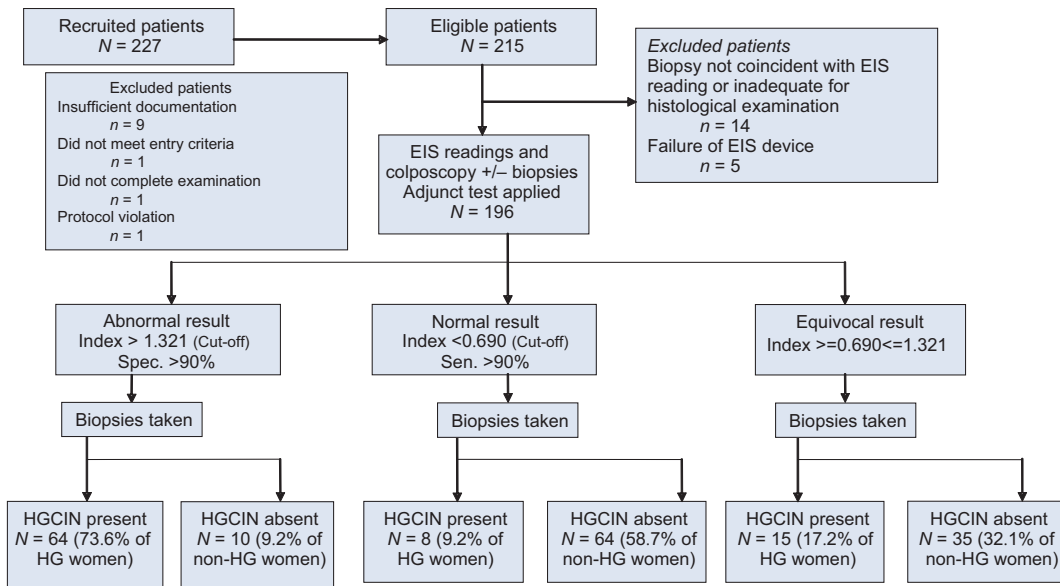 Recruited patients
N = 227
Eligible patients
N = 215
Excluded patients
Biopsy not coincident with EIS
reading or inadequate for
histological examination
n = 14
Failure of EIS device
n = 5
Excluded patients
Insufficient documentation
n = 9
Did not meet entry criteria
n = 1
Did not complete examination
n = 1
Protocol violation
n = 1
EIS readings and
colposcopy +/– biopsies
Adjunct test applied
N = 196
Abnormal result
Index > 1.321 (Cut-off)
Spec. >90%
Normal result
Index <0.690 (Cut-off)
Sen. >90%
Equivocal result
Index >=0.690<=1.321
Biopsies taken
Biopsies taken
Biopsies taken
HGCIN present
N = 64 (73.6% of
HG women)
HGCIN absent
N = 10 (9.2% of
non-HG women)
HGCIN present
N = 8 (9.2% of
HG women)
HGCIN absent
N = 64 (58.7% of
non-HG women)
HGCIN present
N = 15 (17.2% of
HG women)
HGCIN absent
N = 35 (32.1% of
non-HG women)